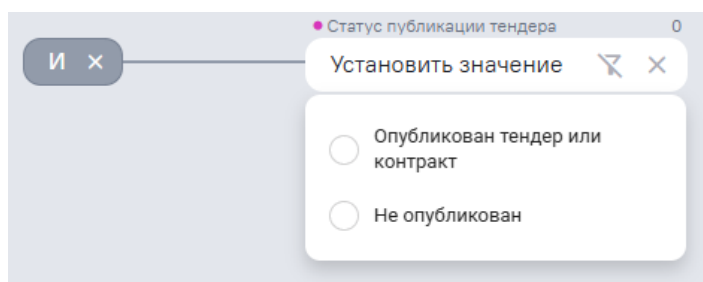 Статус публикации тендера 0
И × Установить значение ×
Опубликован тендер или
контракт
Не опубликован